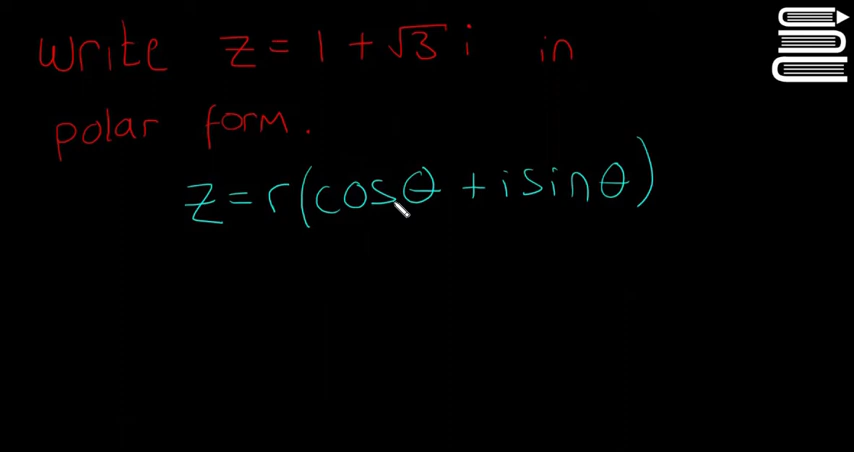 write z = 1 + √3 i in
polar form.
z = r(cosθ + isinθ)